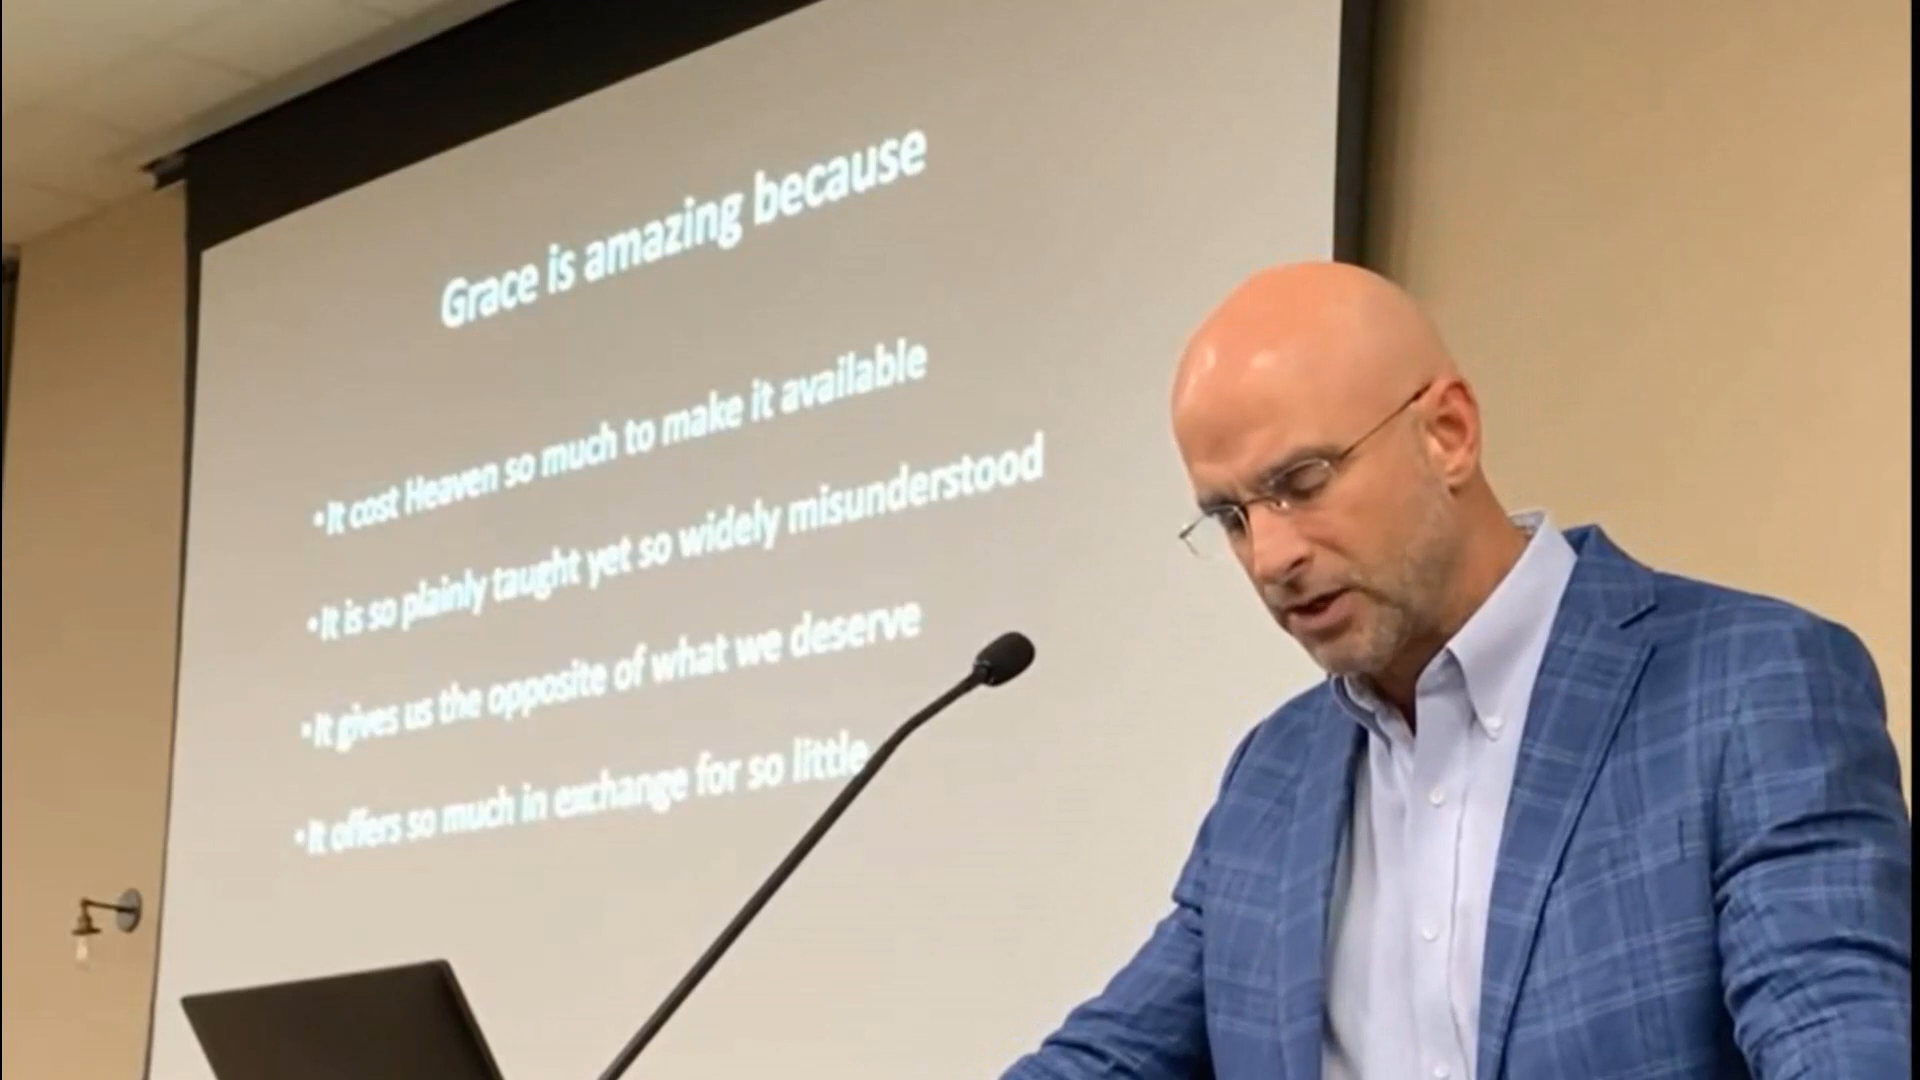 Grace is amazing because
•It cost Heaven so much to make it available
•It is so plainly taught yet so widely misunderstood
•It gives us the opposite of what we deserve
•It offers so much in exchange for so little